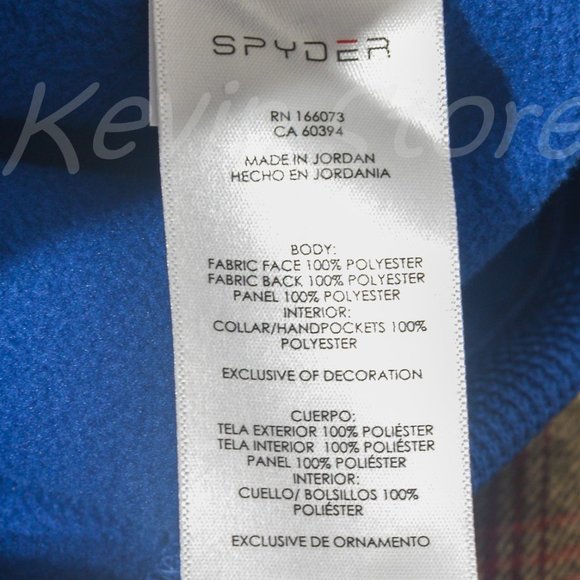 SPYDER
Kevin Store
RN 166073
CA 60394
MADE IN JORDAN
HECHO EN JORDANIA
BODY:
FABRIC FACE 100% POLYESTER
FABRIC BACK 100% POLYESTER
PANEL 100% POLYESTER
INTERIOR:
COLLAR/HANDPOCKETS 100%
POLYESTER
EXCLUSIVE OF DECORATION
CUERPO:
TELA EXTERIOR 100% POLIÉSTER
TELA INTERIOR 100% POLIÉSTER
PANEL 100% POLIÉSTER
INTERIOR:
CUELLO/ BOLSILLOS 100%
POLIÉSTER
EXCLUSIVE DE ORNAMENTO